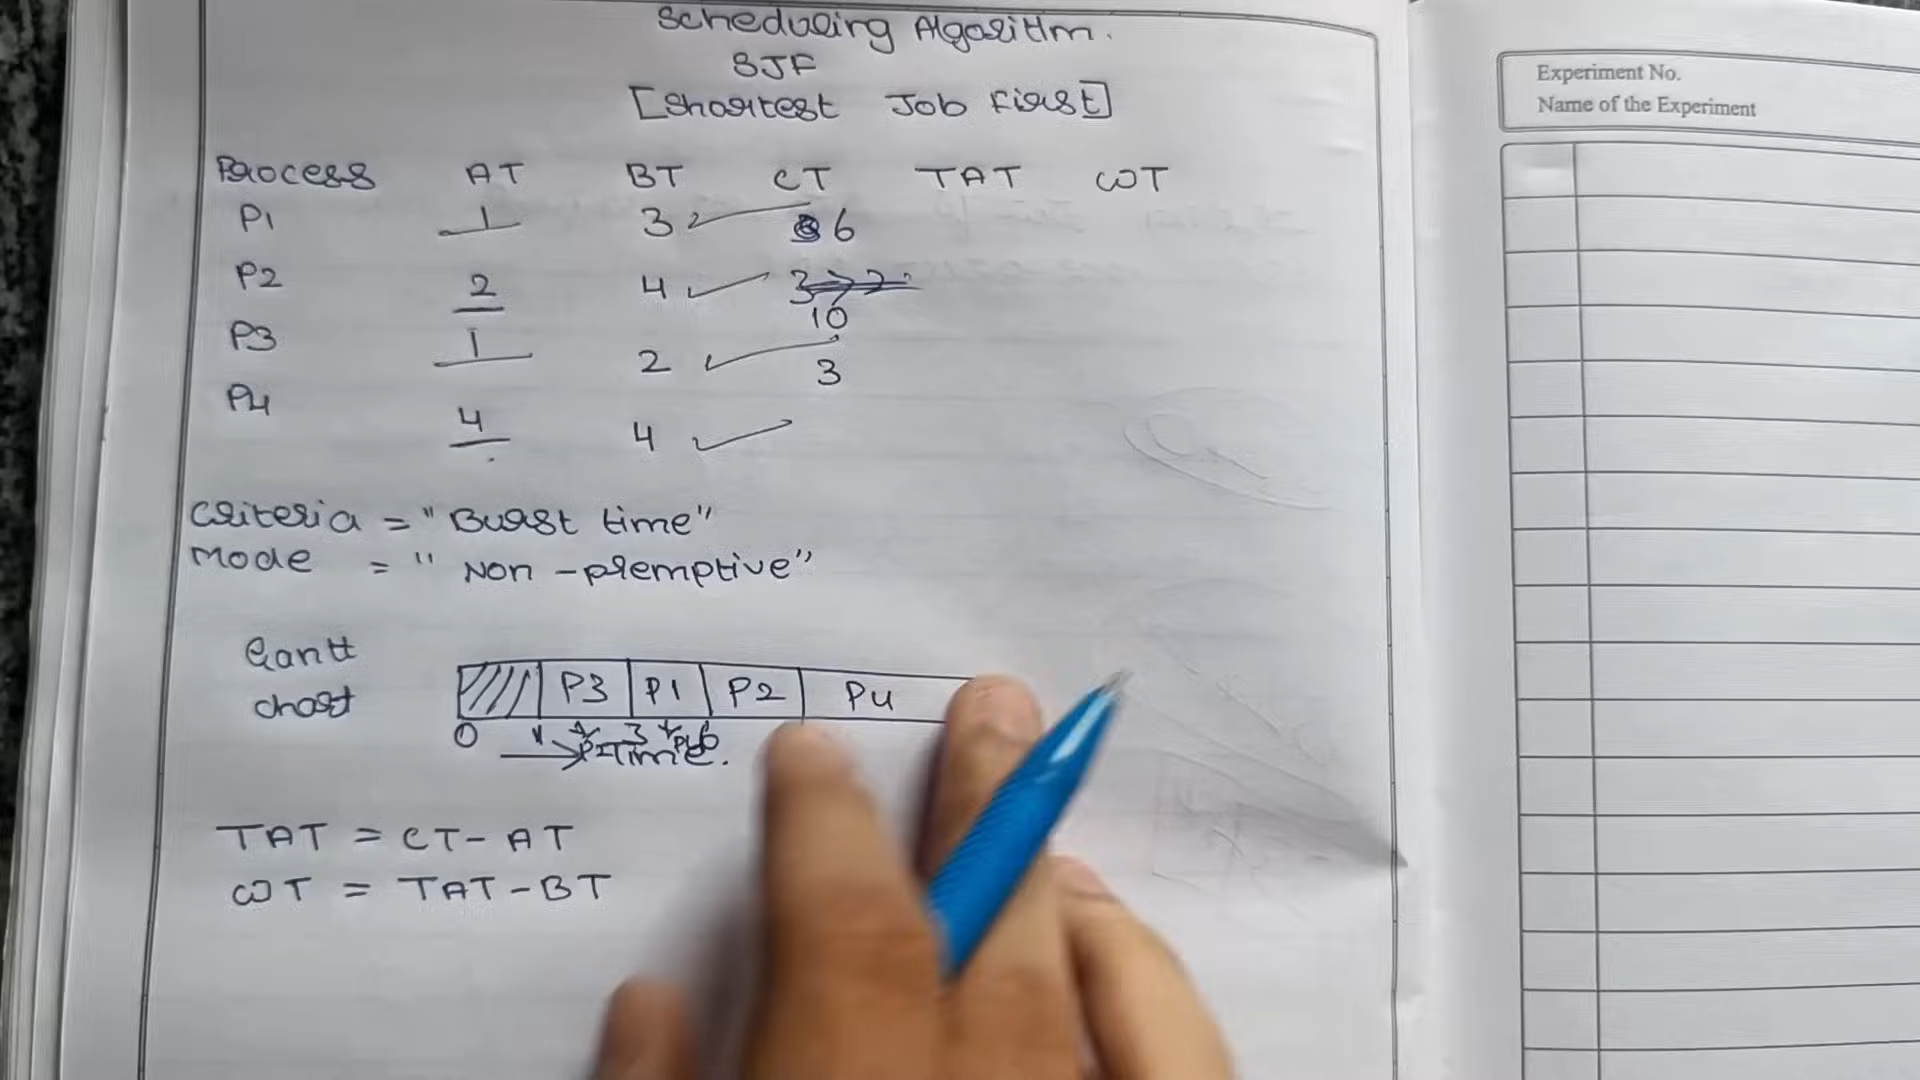 Scheduling Algorithm.
SJF
[Shortest Job First]
Process AT BT CT TAT WT
P1 1 3 6
P2 2 4 10
P3 1 2 3
P4 4 4
Criteria = "Burst time"
Mode = " Non -premptive"
Gantt
chart
P3 P1 P2 P4
0 1 3 6
Time.
TAT = CT - AT
WT = TAT - BT
Experiment No.
Name of the Experiment